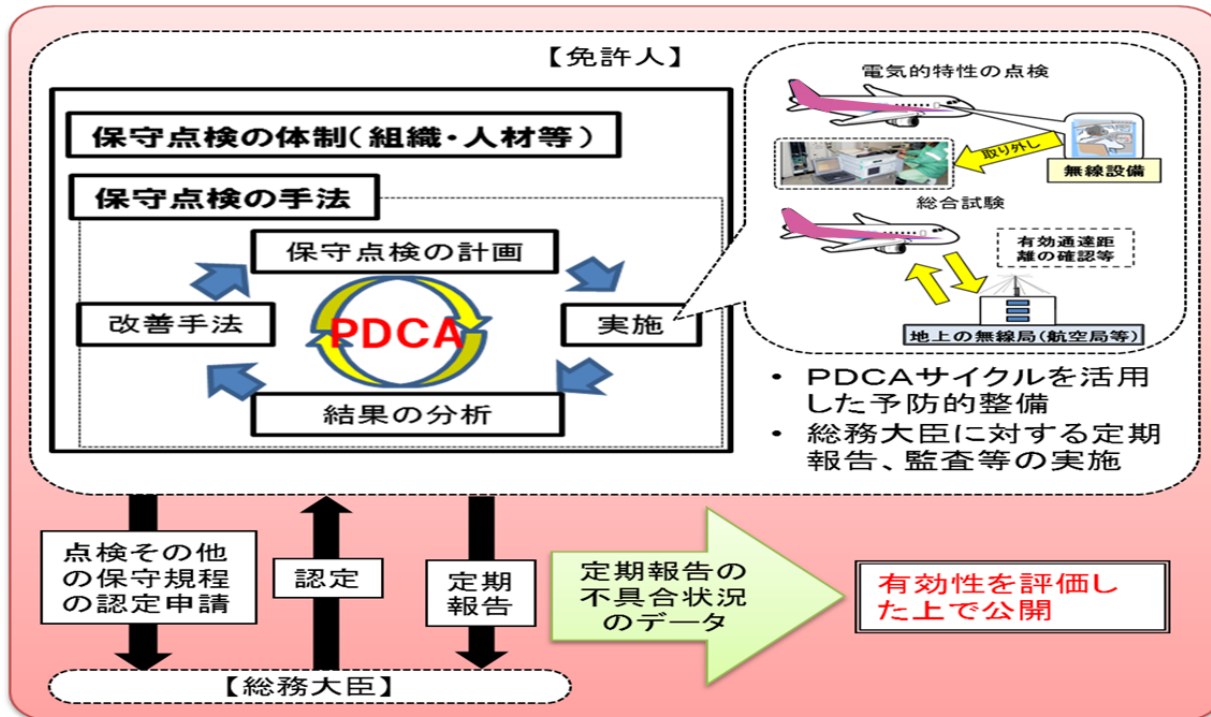 【免許人】
保守点検の体制(組織・人材等)
保守点検の手法
保守点検の計画
改善手法
PDCA
実施
結果の分析
電気的特性の点検
取り外し
無線設備
総合試験
有効通達距
離の確認等
地上の無線局(航空局等)
• PDCAサイクルを活用
した予防的整備
• 総務大臣に対する定期
報告、監査等の実施
点検その他
の保守規程
の認定申請
認定
定期
報告
定期報告の
不具合状況
のデータ
有効性を評価し
た上で公開
【総務大臣】